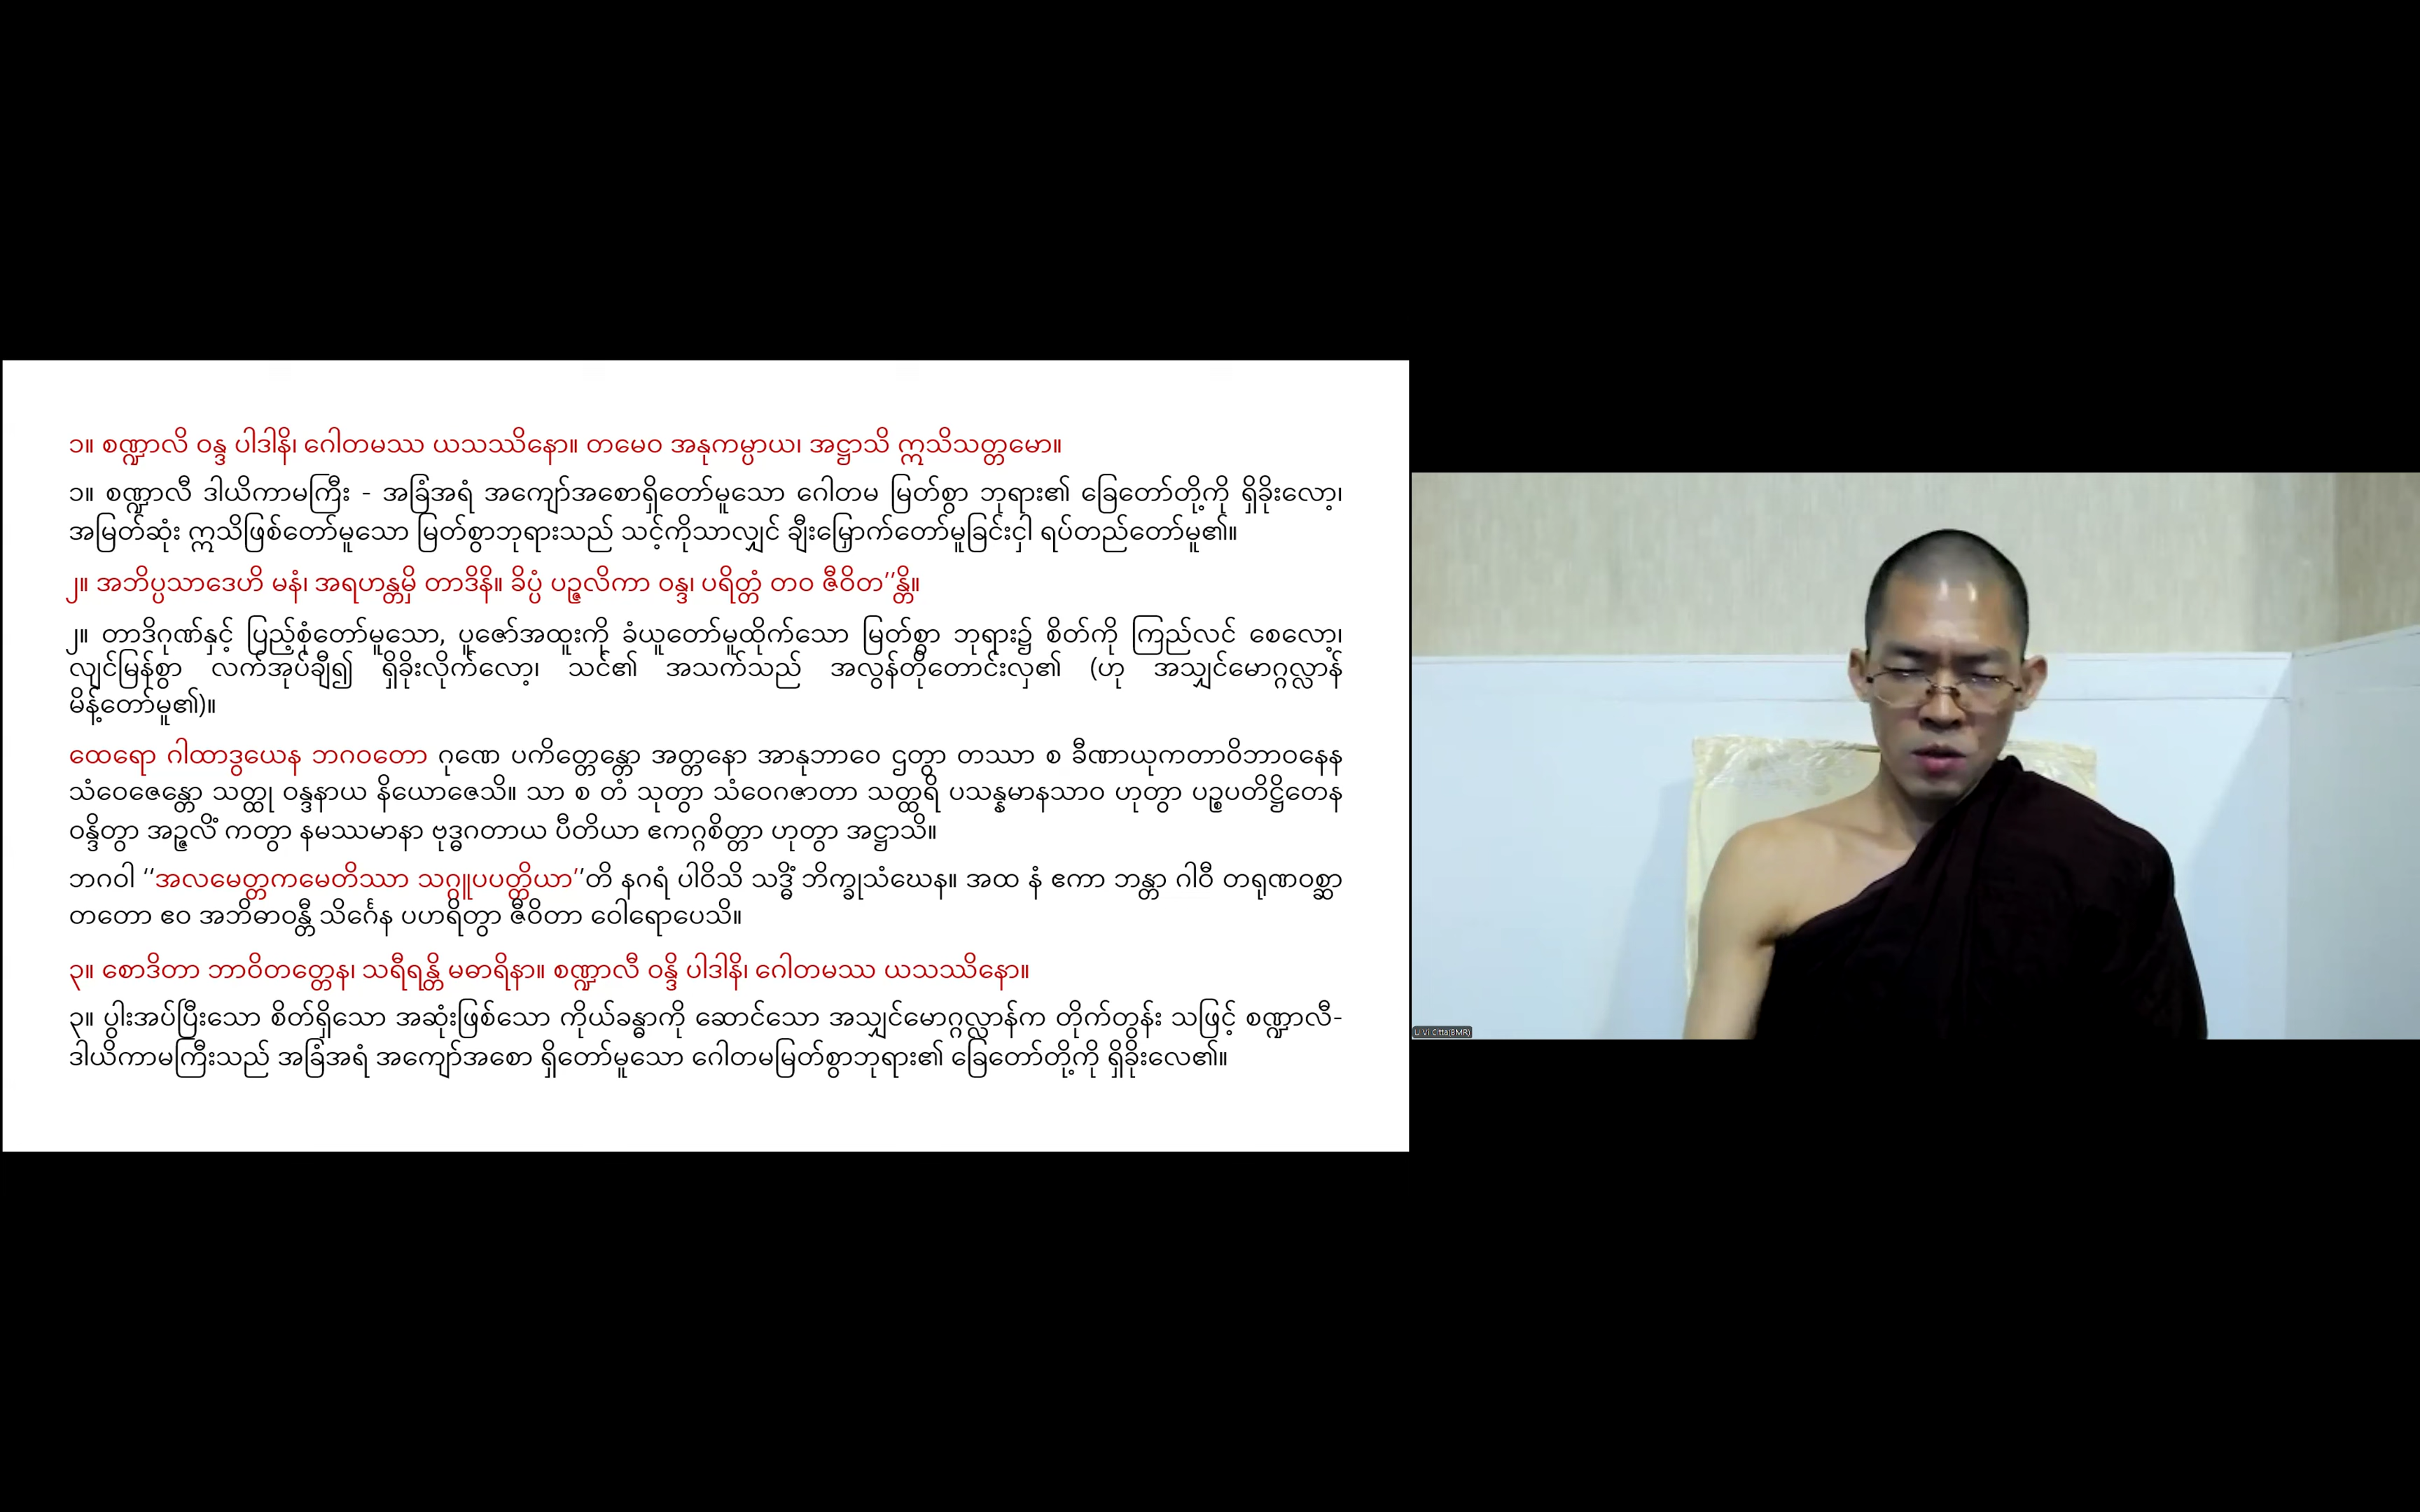 ၁။ စဏ္ဍာလိ ဝန္ဒ ပါဒါနိ၊ ဂေါတမဿ ယသဿိနော။ တမေဝ အနုကမ္ပာယ၊ အဋ္ဌာသိ ဣသိသတ္တမော။
၁။ စဏ္ဍာလီ ဒါယိကာမကြီး - အခြံအရံ အကျော်အစောရှိတော်မူသော ဂေါတမ မြတ်စွာ ဘုရား၏ ခြေတော်တို့ကို ရှိခိုးလော့၊
အမြတ်ဆုံး ဣသိဖြစ်တော်မူသော မြတ်စွာဘုရားသည် သင့်ကိုသာလျှင် ချီးမြှောက်တော်မူခြင်းငှါ ရပ်တည်တော်မူ၏။
၂။ အဘိပ္ပသာဒေဟိ မနံ၊ အရဟန္တမှိ တာဒိနိ။ ခိပ္ပံ ပဉ္ဇလိကာ ဝန္ဒ၊ ပရိတ္တံ တဝ ဇီဝိတ’’န္တိ။
၂။ တာဒိဂုဏ်နှင့် ပြည့်စုံတော်မူသော, ပူဇော်အထူးကို ခံယူတော်မူထိုက်သော မြတ်စွာ ဘုရား၌ စိတ်ကို ကြည်လင် စေလော့၊
လျင်မြန်စွာ လက်အုပ်ချီ၍ ရှိခိုးလိုက်လော့၊ သင်၏ အသက်သည် အလွန်တိုတောင်းလှ၏ (ဟု အသျှင်မောဂ္ဂလ္လာန်
မိန့်တော်မူ၏)။
ထေရော ဂါထာဒွယေန ဘဂဝတော ဂုဏေ ပကိတ္တေန္တော အတ္တနော အာနုဘာဝေ ဌတွာ တဿာ စ ခီဏာယုကတာဝိဘာဝနေန
သံဝေဇေန္တော သတ္ထု ဝန္ဒနာယ နိယောဇေသိ။ သာ စ တံ သုတွာ သံဝေဂဇာတာ သတ္ထရိ ပသန္နမာနသာဝ ဟုတွာ ပဉ္စပတိဋ္ဌိတေန
ဝန္ဒိတွာ အဉ္ဇလိံ ကတွာ နမဿမာနာ ဗုဒ္ဓဂတာယ ပီတိယာ ဧကဂ္ဂစိတ္တာ ဟုတွာ အဋ္ဌာသိ။
ဘဂဝါ ‘‘အလမေတ္တကမေတိဿာ သဂ္ဂူပပတ္တိယာ’’တိ နဂရံ ပါဝိသိ သဒ္ဓိံ ဘိက္ခုသံဃေန။ အထ နံ ဧကာ ဘန္တာ ဂါဝီ တရုဏဝစ္ဆာ
တတော ဧဝ အဘိဓာဝန္တီ သိင်္ဂေန ပဟရိတွာ ဇီဝိတာ ဝေါရောပေသိ။
၃။ စောဒိတာ ဘာဝိတတ္တေန၊ သရီရန္တိ မဓာရိနာ။ စဏ္ဍာလီ ဝန္ဒိ ပါဒါနိ၊ ဂေါတမဿ ယသဿိနော။
၃။ ပွါးအပ်ပြီးသော စိတ်ရှိသော အဆုံးဖြစ်သော ကိုယ်ခန္ဓာကို ဆောင်သော အသျှင်မောဂ္ဂလ္လာန်က တိုက်တွန်း သဖြင့် စဏ္ဍာလီ-
ဒါယိကာမကြီးသည် အခြံအရံ အကျော်အစော ရှိတော်မူသော ဂေါတမမြတ်စွာဘုရား၏ ခြေတော်တို့ကို ရှိခိုးလေ၏။
U Vi Citta(BMR)